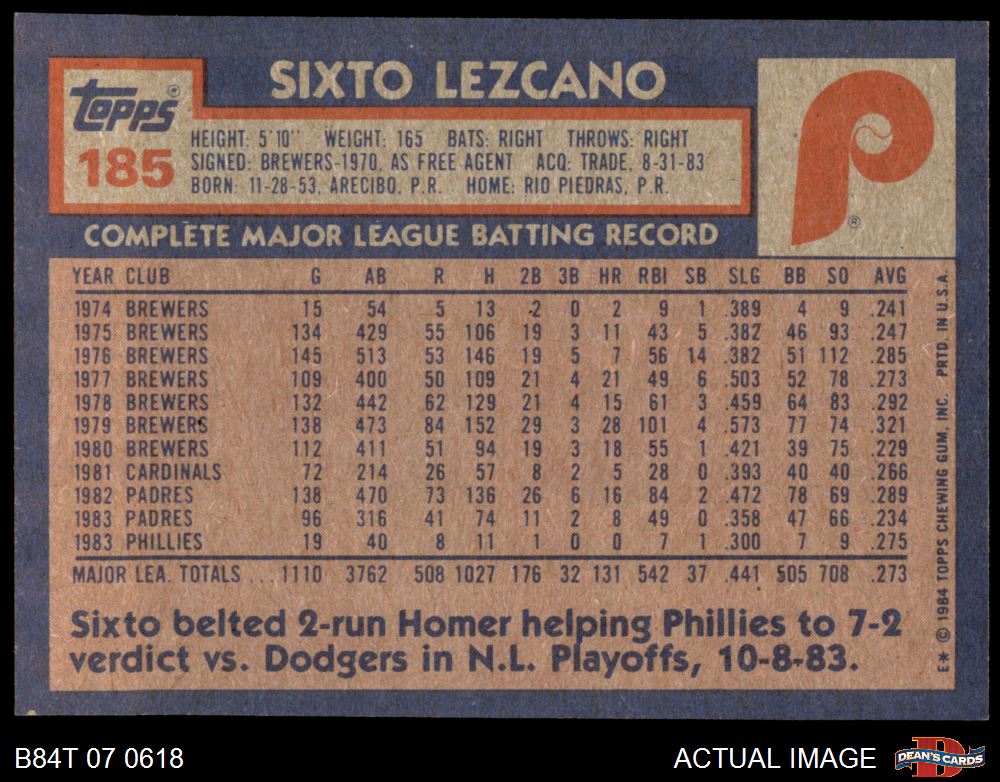 SIXTO LEZCANO
Topps®
185
HEIGHT: 5'10" WEIGHT: 165 BATS: RIGHT THROWS: RIGHT
SIGNED: BREWERS-1970, AS FREE AGENT ACQ: TRADE, 8-31-83
BORN: 11-28-53, ARECIBO, P.R. HOME: RIO PIEDRAS, P.R.
P ®
COMPLETE MAJOR LEAGUE BATTING RECORD
YEAR CLUB G AB R H 2B 3B HR RBI SB SLG BB SO AVG
1974 BREWERS 15 54 5 13 2 0 2 9 1 .389 4 9 .241
1975 BREWERS 134 429 55 106 19 3 11 43 5 .382 46 93 .247
1976 BREWERS 145 513 53 146 19 5 7 56 14 .382 51 112 .285
1977 BREWERS 109 400 50 109 21 4 21 49 6 .503 52 78 .273
1978 BREWERS 132 442 62 129 21 4 15 61 3 .459 64 83 .292
1979 BREWERS 138 473 84 152 29 3 28 101 4 .573 77 74 .321
1980 BREWERS 112 411 51 94 19 3 18 55 1 .421 39 75 .229
1981 CARDINALS 72 214 26 57 8 2 5 28 0 .393 40 40 .266
1982 PADRES 138 470 73 136 26 6 16 84 2 .472 78 69 .289
1983 PADRES 96 316 41 74 11 2 8 49 0 .358 47 66 .234
1983 PHILLIES 19 40 8 11 1 0 0 7 1 .300 7 9 .275
MAJOR LEA. TOTALS ... 1110 3762 508 1027 176 32 131 542 37 .441 505 708 .273
Sixto belted 2-run Homer helping Phillies to 7-2
verdict vs. Dodgers in N.L. Playoffs, 10-8-83.
E* © 1984 TOPPS CHEWING GUM, INC. PRTD. IN U.S.A.
B84T 07 0618
ACTUAL IMAGE
D
DEAN'S CARDS